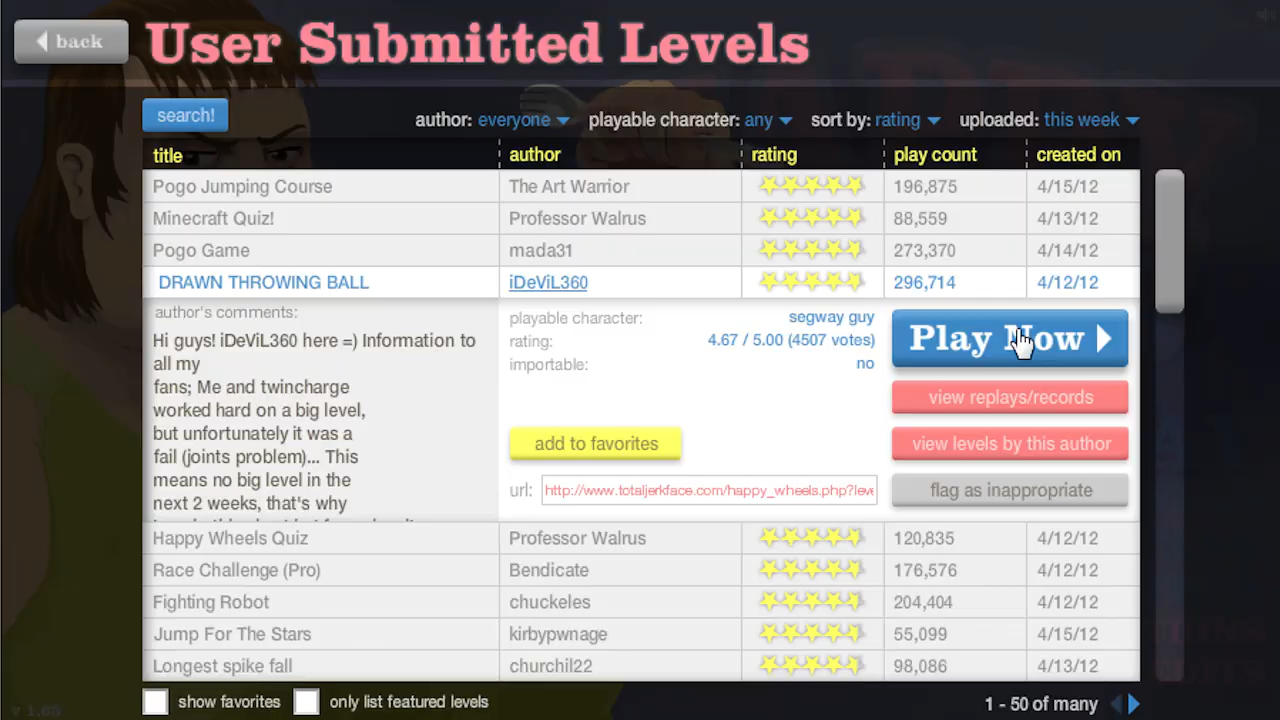 back
User Submitted Levels
search!
author: everyone playable character: any sort by: rating uploaded: this week
title author rating play count created on
Pogo Jumping Course The Art Warrior 196,875 4/15/12
Minecraft Quiz! Professor Walrus 88,559 4/13/12
Pogo Game mada31 273,370 4/14/12
DRAWN THROWING BALL iDeViL360 296,714 4/12/12
author's comments:
Hi guys! iDeViL360 here =) Information to
all my
fans; Me and twincharge
worked hard on a big level,
but unfortunately it was a
fail (joints problem)... This
means no big level in the
next 2 weeks, that's why
playable character: segway guy
rating: 4.67 / 5.00 (4507 votes)
importable: no
add to favorites
url: http://www.totaljerkface.com/happy_wheels.php?leve
Play Now
view replays/records
view levels by this author
flag as inappropriate
Happy Wheels Quiz Professor Walrus 120,835 4/12/12
Race Challenge (Pro) Bendicate 176,576 4/12/12
Fighting Robot chuckeles 204,404 4/12/12
Jump For The Stars kirbypwnage 55,099 4/15/12
Longest spike fall churchil22 98,086 4/13/12
show favorites only list featured levels 1 - 50 of many